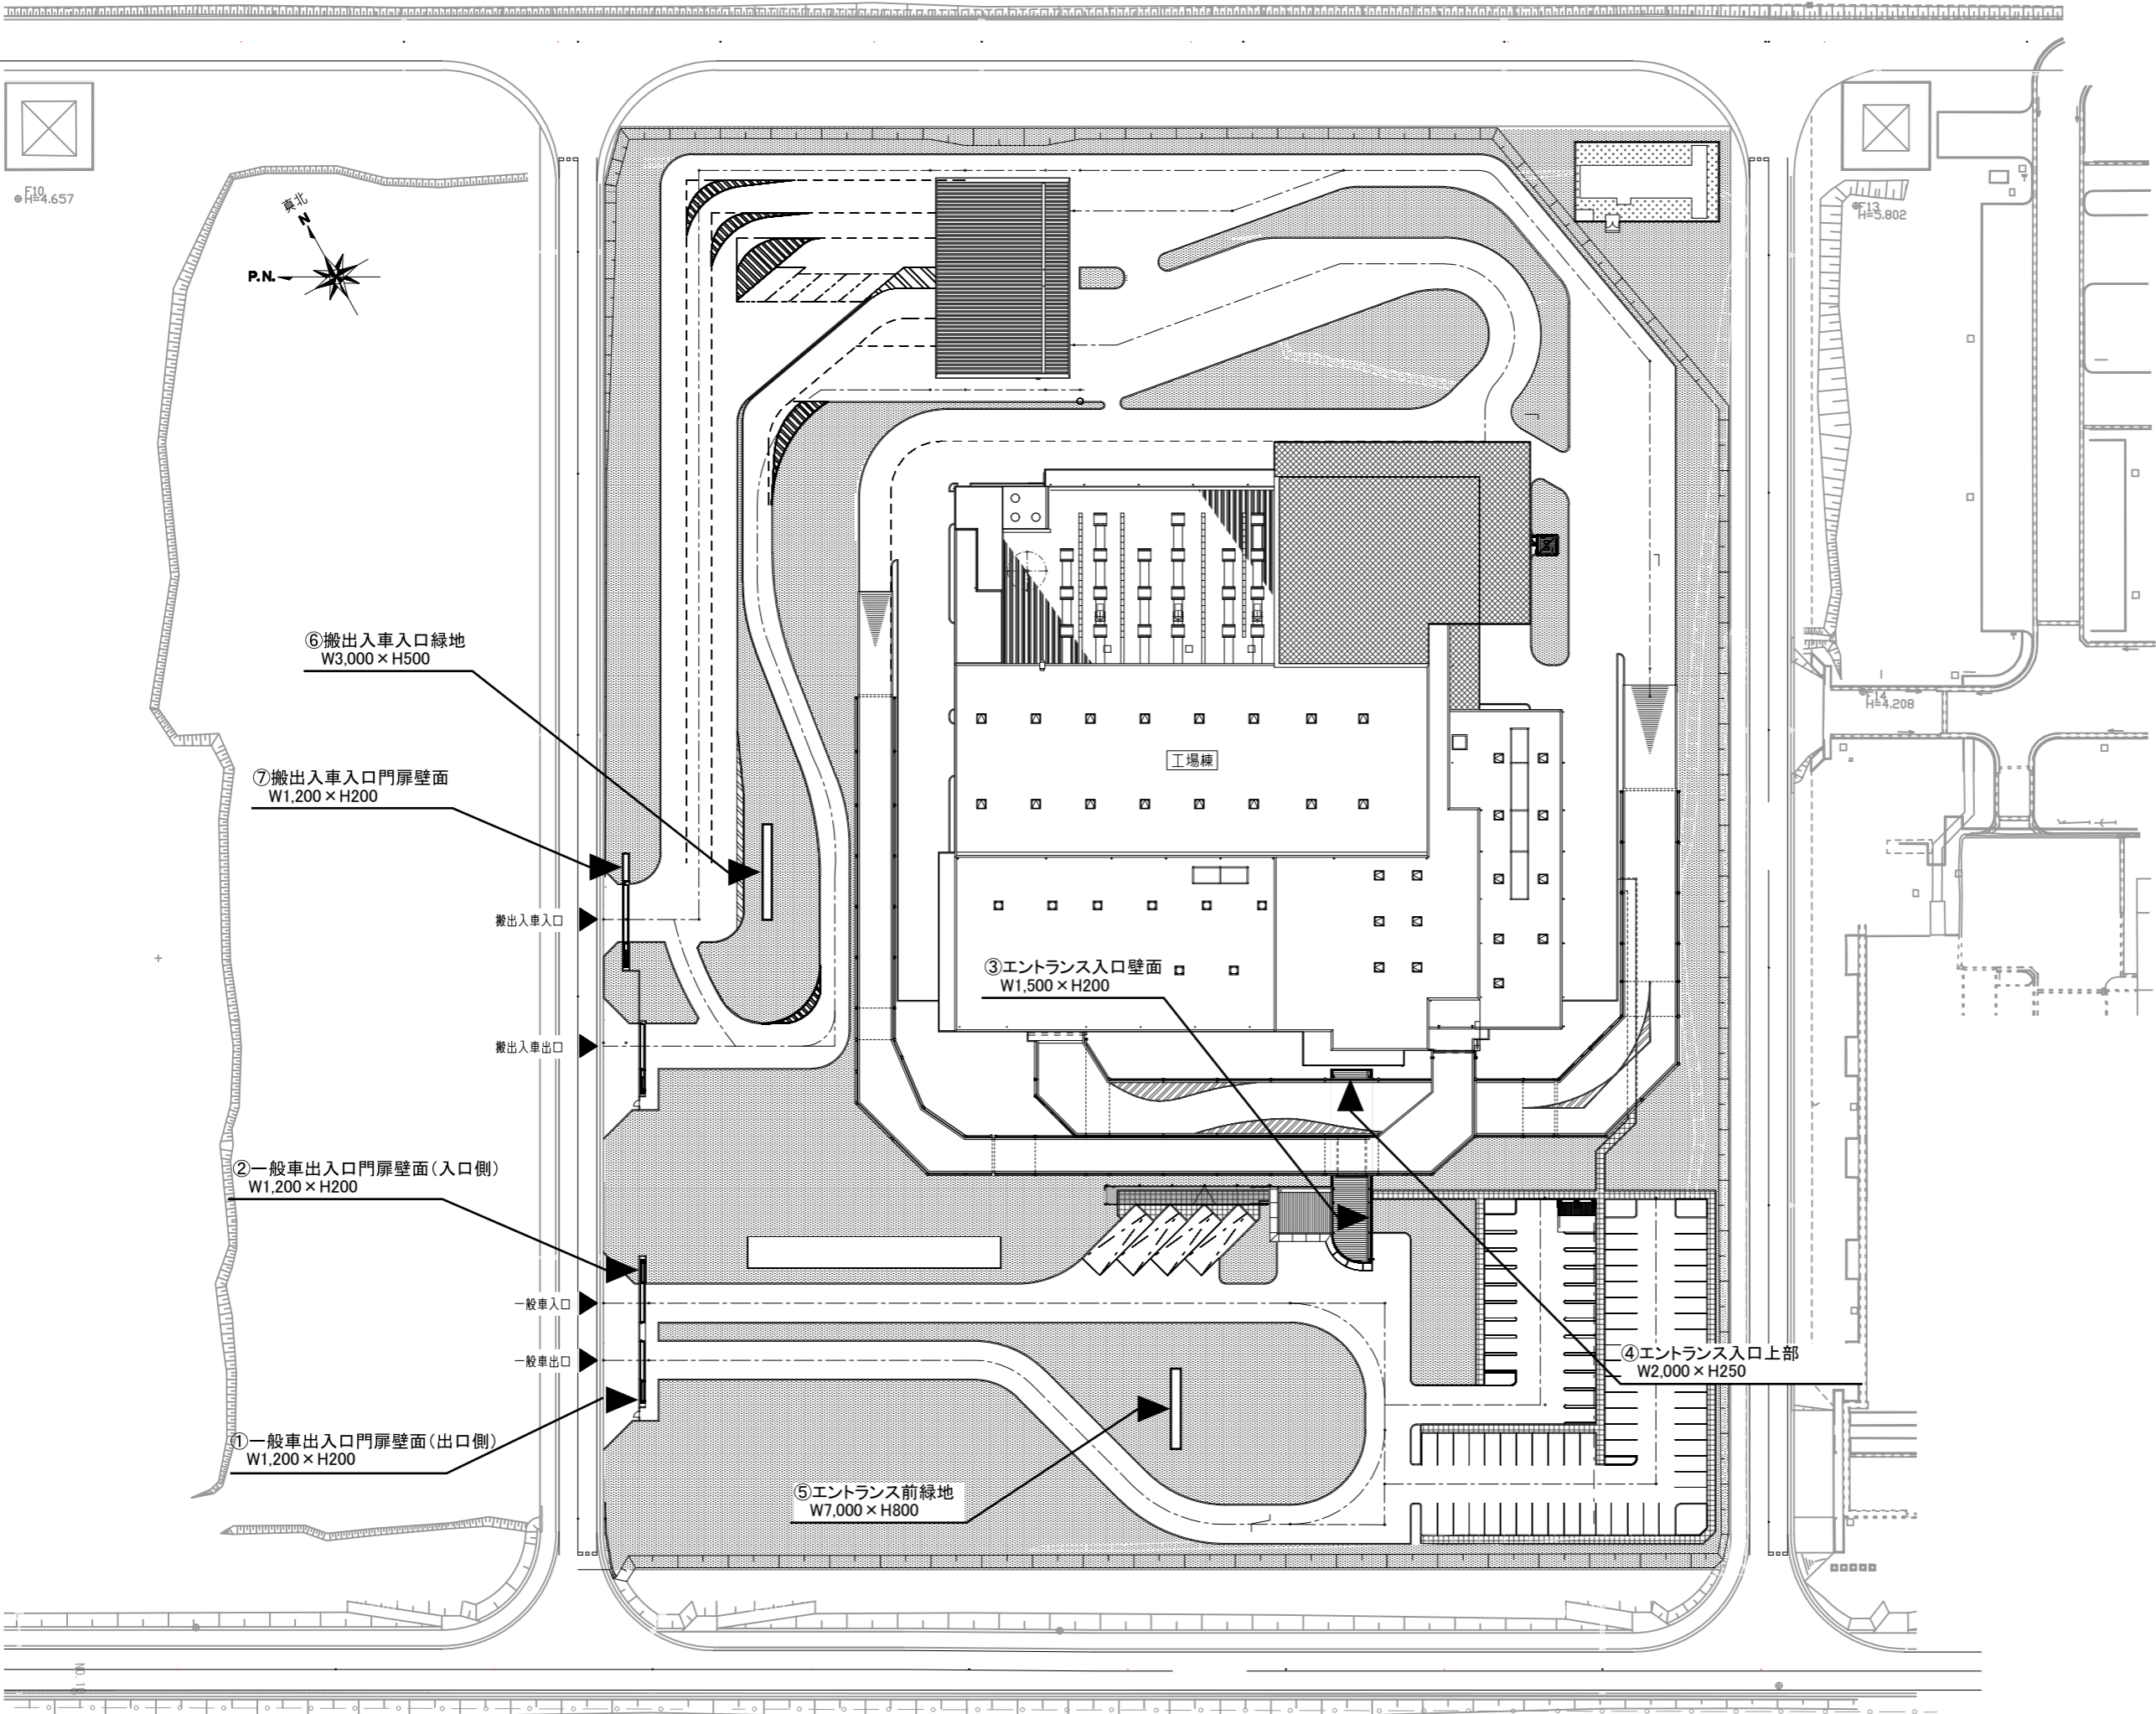 F10
H=4.657
真北
N
P.N.
F13
H=5.802
⑥搬出入車入口緑地
W3,000×H500
F14
H=4.208
工場棟
⑦搬出入車入口門扉壁面
W1,200×H200
搬出入車入口
③エントランス入口壁面
W1,500×H200
搬出入車出口
②一般車出入口門扉壁面(入口側)
W1,200×H200
一般車入口
一般車出口
④エントランス入口上部
W2,000×H250
①一般車出入口門扉壁面(出口側)
W1,200×H200
⑤エントランス前緑地
W7,000×H800